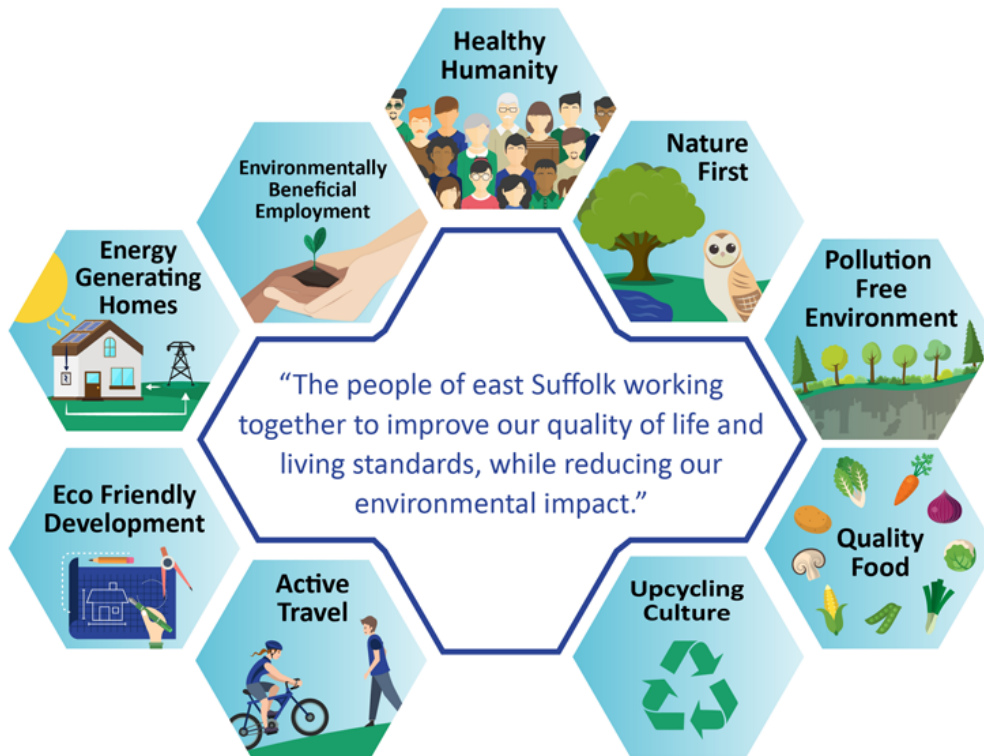 Healthy
Humanity
Environmentally
Beneficial
Employment
Nature
First
Energy
Generating
Homes
Pollution
Free
Environment
“The people of east Suffolk working
together to improve our quality of life and
living standards, while reducing our
environmental impact.”
Eco Friendly
Development
Quality
Food
Active
Travel
Upcycling
Culture